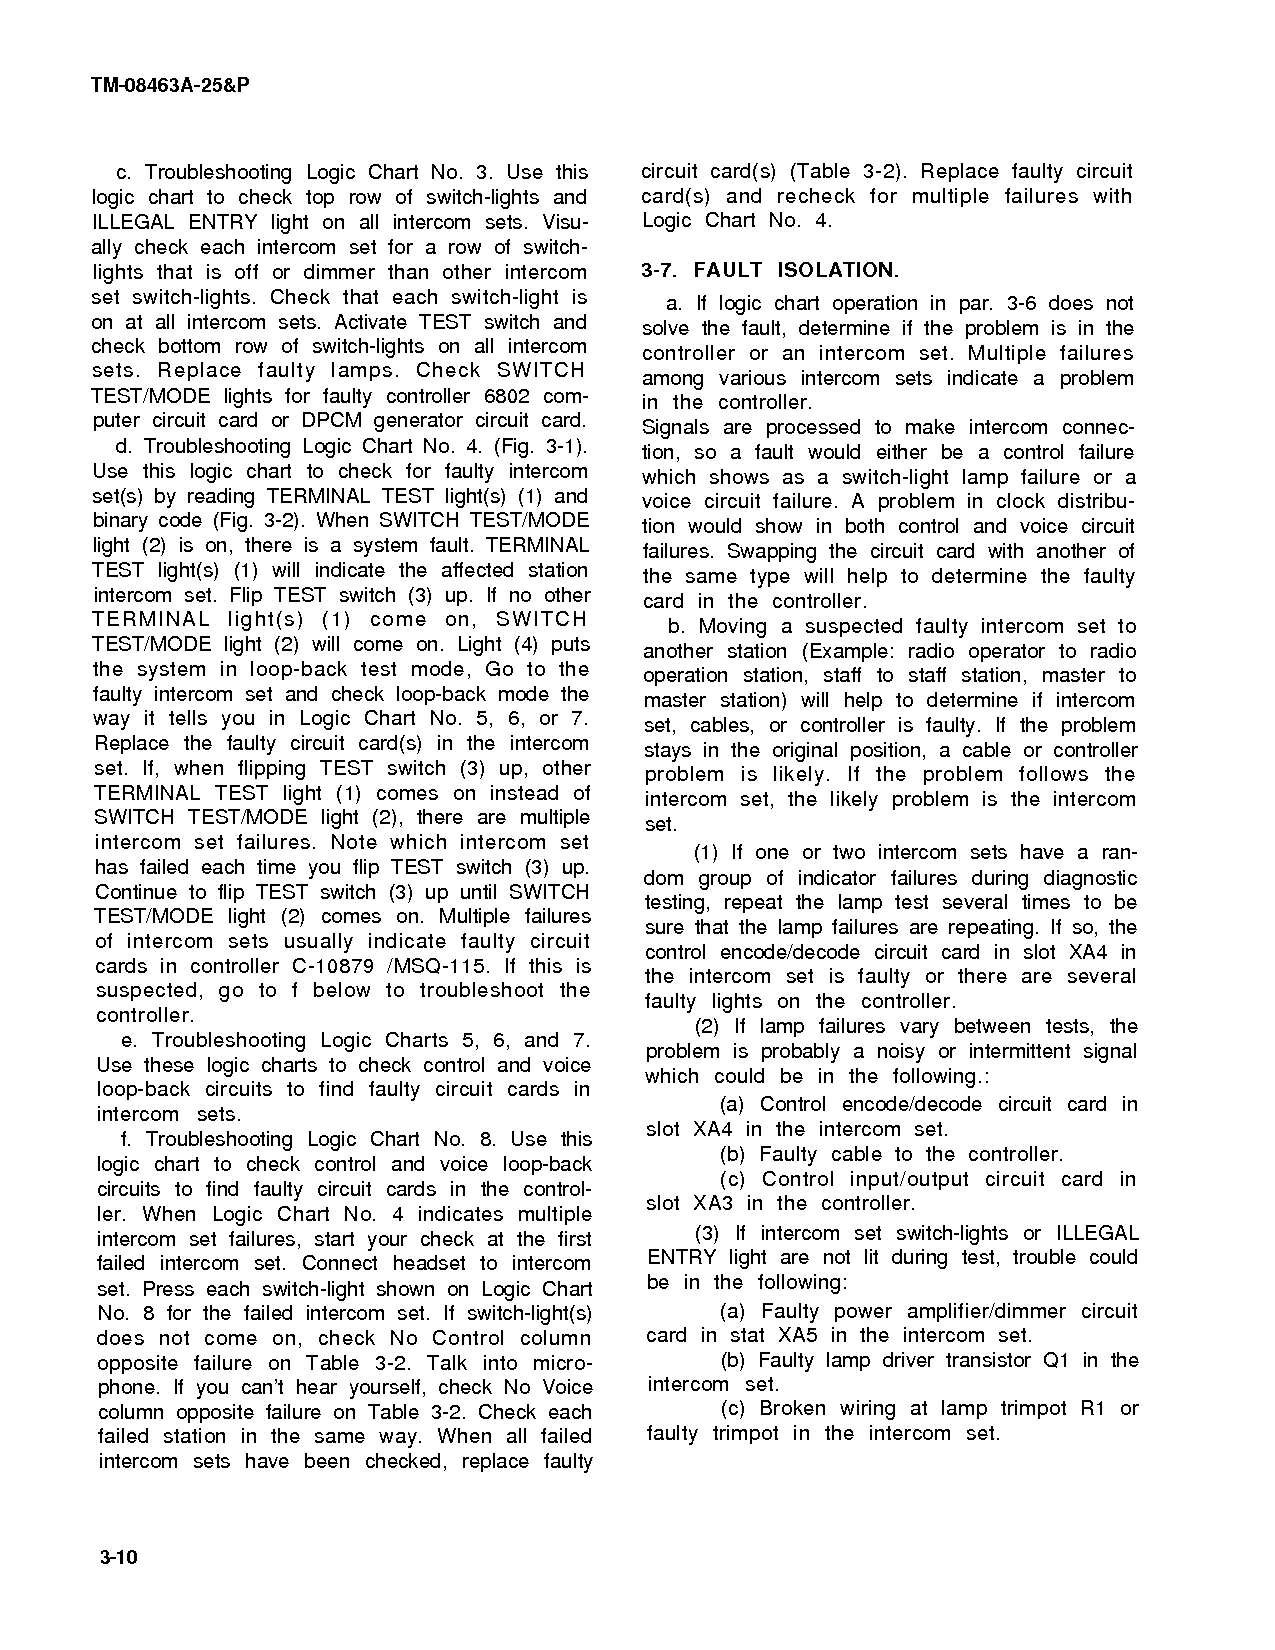 TM-08463A-25&P
c. Troubleshooting Logic Chart No. 3. Use this
logic chart to check top row of switch-lights and
ILLEGAL ENTRY light on all intercom sets. Visu-
ally check each intercom set for a row of switch-
lights that is off or dimmer than other intercom
set switch-lights. Check that each switch-light is
on at all intercom sets. Activate TEST switch and
check bottom row of switch-lights on all intercom
sets. Replace faulty lamps. Check SWITCH
TEST/MODE lights for faulty controller 6802 com-
puter circuit card or DPCM generator circuit card.
d. Troubleshooting Logic Chart No. 4. (Fig. 3-1).
Use this logic chart to check for faulty intercom
set(s) by reading TERMINAL TEST light(s) (1) and
binary code (Fig. 3-2). When SWITCH TEST/MODE
light (2) is on, there is a system fault. TERMINAL
TEST light(s) (1) will indicate the affected station
intercom set. Flip TEST switch (3) up. If no other
TERMINAL light(s) (1) come on, SWITCH
TEST/MODE light (2) will come on. Light (4) puts
the system in loop-back test mode, Go to the
faulty intercom set and check loop-back mode the
way it tells you in Logic Chart No. 5, 6, or 7.
Replace the faulty circuit card(s) in the intercom
set. If, when flipping TEST switch (3) up, other
TERMINAL TEST light (1) comes on instead of
SWITCH TEST/MODE light (2), there are multiple
intercom set failures. Note which intercom set
has failed each time you flip TEST switch (3) up.
Continue to flip TEST switch (3) up until SWITCH
TEST/MODE light (2) comes on. Multiple failures
of intercom sets usually indicate faulty circuit
cards in controller C-10879 /MSQ-115. If this is
suspected, go to f below to troubleshoot the
controller.
e. Troubleshooting Logic Charts 5, 6, and 7.
Use these logic charts to check control and voice
loop-back circuits to find faulty circuit cards in
intercom sets.
f. Troubleshooting Logic Chart No. 8. Use this
logic chart to check control and voice loop-back
circuits to find faulty circuit cards in the control-
ler. When Logic Chart No. 4 indicates multiple
intercom set failures, start your check at the first
failed intercom set. Connect headset to intercom
set. Press each switch-light shown on Logic Chart
No. 8 for the failed intercom set. If switch-light(s)
does not come on, check No Control column
opposite failure on Table 3-2. Talk into micro-
phone. If you can't hear yourself, check No Voice
column opposite failure on Table 3-2. Check each
failed station in the same way. When all failed
intercom sets have been checked, replace faulty
circuit card(s) (Table 3-2). Replace faulty circuit
card(s) and recheck for multiple failures with
Logic Chart No. 4.
3-7. FAULT ISOLATION.
a. If logic chart operation in par. 3-6 does not
solve the fault, determine if the problem is in the
controller or an intercom set. Multiple failures
among various intercom sets indicate a problem
in the controller.
Signals are processed to make intercom connec-
tion, so a fault would either be a control failure
which shows as a switch-light lamp failure or a
voice circuit failure. A problem in clock distribu-
tion would show in both control and voice circuit
failures. Swapping the circuit card with another of
the same type will help to determine the faulty
card in the controller.
b. Moving a suspected faulty intercom set to
another station (Example: radio operator to radio
operation station, staff to staff station, master to
master station) will help to determine if intercom
set, cables, or controller is faulty. If the problem
stays in the original position, a cable or controller
problem is likely. If the problem follows the
intercom set, the likely problem is the intercom
set.
(1) If one or two intercom sets have a ran-
dom group of indicator failures during diagnostic
testing, repeat the lamp test several times to be
sure that the lamp failures are repeating. If so, the
control encode/decode circuit card in slot XA4 in
the intercom set is faulty or there are several
faulty lights on the controller.
(2) If lamp failures vary between tests, the
problem is probably a noisy or intermittent signal
which could be in the following.:
(a) Control encode/decode circuit card in
slot XA4 in the intercom set.
(b) Faulty cable to the controller.
(c) Control input/output circuit card in
slot XA3 in the controller.
(3) If intercom set switch-lights or ILLEGAL
ENTRY light are not lit during test, trouble could
be in the following:
(a) Faulty power amplifier/dimmer circuit
card in stat XA5 in the intercom set.
(b) Faulty lamp driver transistor Q1 in the
intercom set.
(c) Broken wiring at lamp trimpot R1 or
faulty trimpot in the intercom set.
3-10